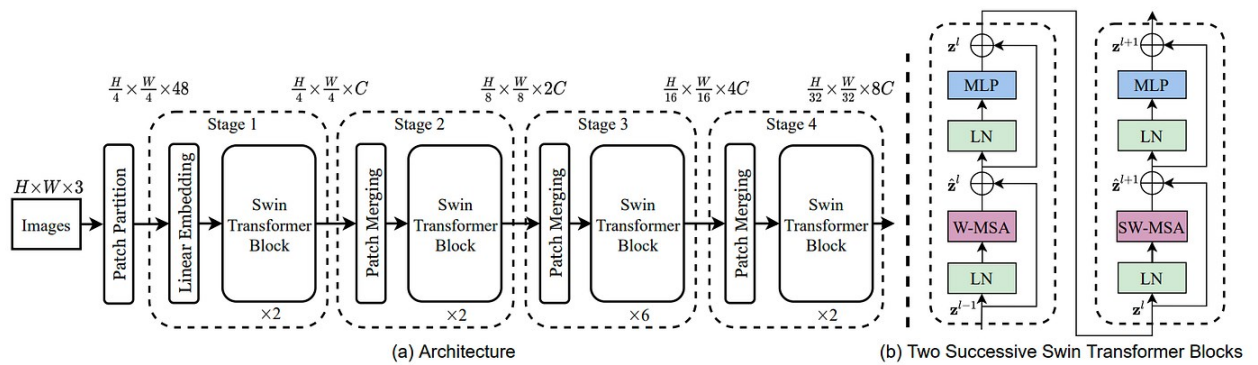 H/4 × W/4 × 48
H/4 × W/4 × C
H/8 × W/8 × 2C
H/16 × W/16 × 4C
H/32 × W/32 × 8C
H×W×3
Images
Patch Partition
Stage 1
Linear Embedding
Swin
Transformer
Block
×2
Stage 2
Patch Merging
Swin
Transformer
Block
×2
Stage 3
Patch Merging
Swin
Transformer
Block
×6
Stage 4
Patch Merging
Swin
Transformer
Block
×2
(a) Architecture
z^l
MLP
LN
ẑ^l
W-MSA
LN
z^{l−1}
z^{l+1}
MLP
LN
ẑ^{l+1}
SW-MSA
LN
z^l
(b) Two Successive Swin Transformer Blocks